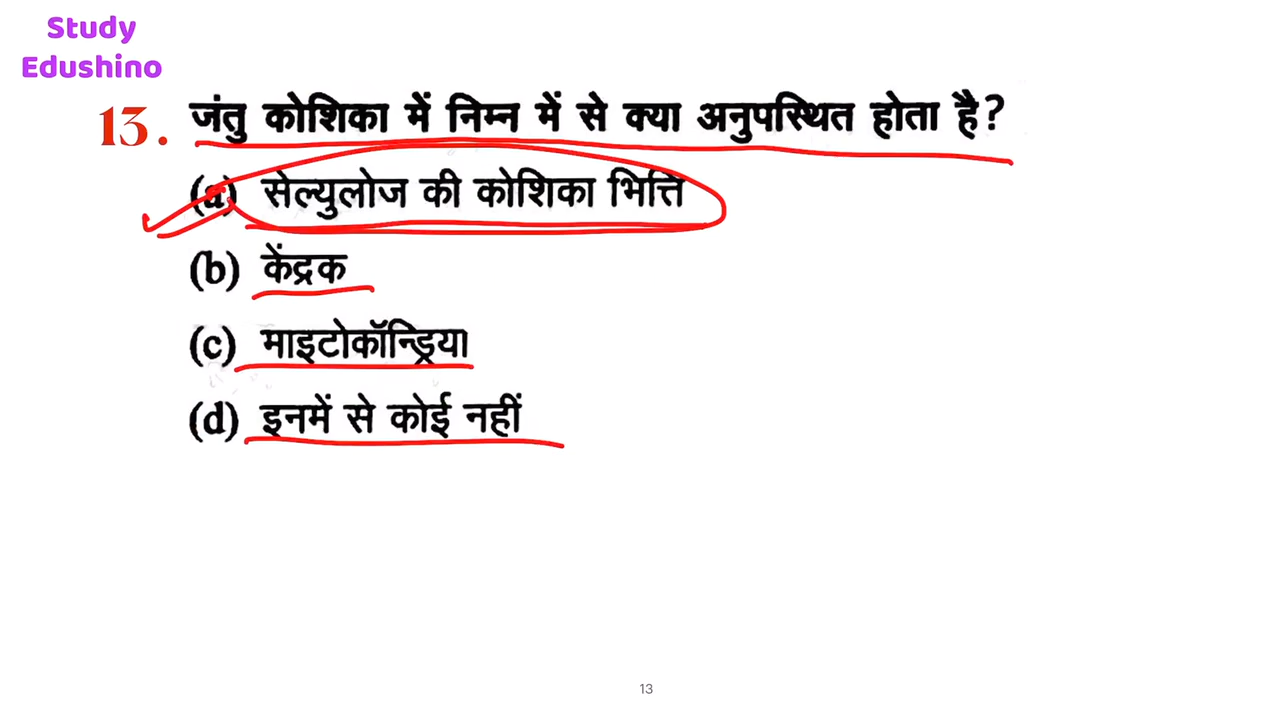 Study
Edushino
13. जंतु कोशिका में निम्न में से क्या अनुपस्थित होता है?
(a) सेल्युलोज की कोशिका भित्ति
(b) केंद्रक
(c) माइटोकॉन्ड्रिया
(d) इनमें से कोई नहीं
13